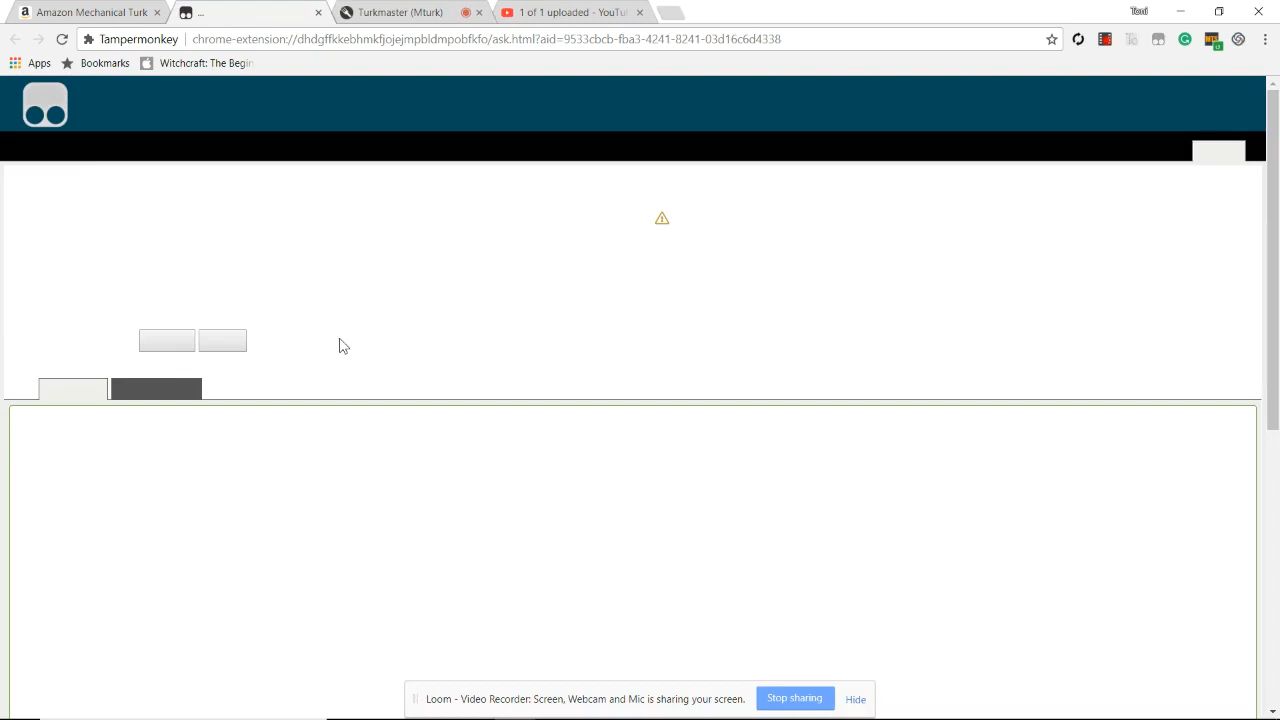 Amazon Mechanical Turk
...
Turkmaster (Mturk)
1 of 1 uploaded - YouTu
Toni
Tampermonkey
chrome-extension://dhdgffkkebhmkfjojejmpbldmpobfkfo/ask.html?aid=9533cbcb-fba3-4241-8241-03d16c6d4338
Apps
Bookmarks
Witchcraft: The Begin
Loom - Video Recorder: Screen, Webcam and Mic is sharing your screen.
Stop sharing
Hide